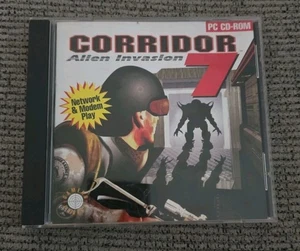 PC CD-ROM
CORRIDOR
Alien Invasion
7
Network
& Modem
Play